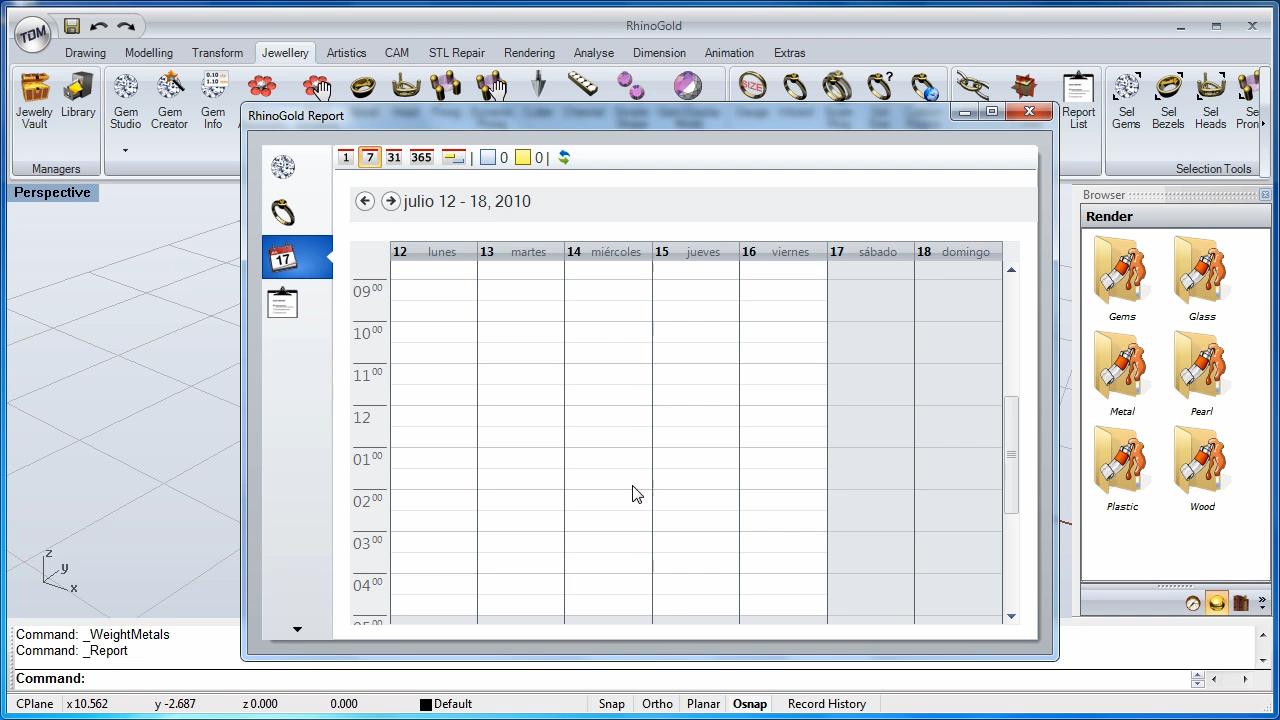 TDM
RhinoGold
Drawing Modelling Transform Jewellery Artistics CAM STL Repair Rendering Analyse Dimension Animation Extras
Jewelry Vault
Library
Gem Studio
Gem Creator
Gem Info
Report List
Sel Gems
Sel Bezels
Sel Heads
Sel Pron
Managers
Selection Tools
RhinoGold Report
1 7 31 365 0 0
julio 12 - 18, 2010
12 lunes 13 martes 14 miércoles 15 jueves 16 viernes 17 sábado 18 domingo
09 00
10 00
11 00
12
01 00
02 00
03 00
04 00
17
Perspective
z
y
x
Browser
Render
Gems Glass
Metal Pearl
Plastic Wood
Command: _WeightMetals
Command: _Report
Command:
CPlane x 10.562 y -2.687 z 0.000 0.000 Default Snap Ortho Planar Osnap Record History